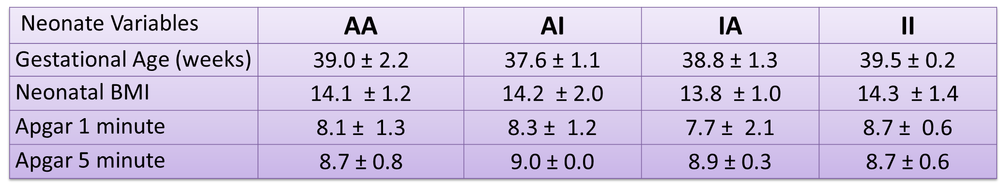 Neonate Variables AA AI IA II
Gestational Age (weeks) 39.0 ± 2.2 37.6 ± 1.1 38.8 ± 1.3 39.5 ± 0.2
Neonatal BMI 14.1 ± 1.2 14.2 ± 2.0 13.8 ± 1.0 14.3 ± 1.4
Apgar 1 minute 8.1 ± 1.3 8.3 ± 1.2 7.7 ± 2.1 8.7 ± 0.6
Apgar 5 minute 8.7 ± 0.8 9.0 ± 0.0 8.9 ± 0.3 8.7 ± 0.6